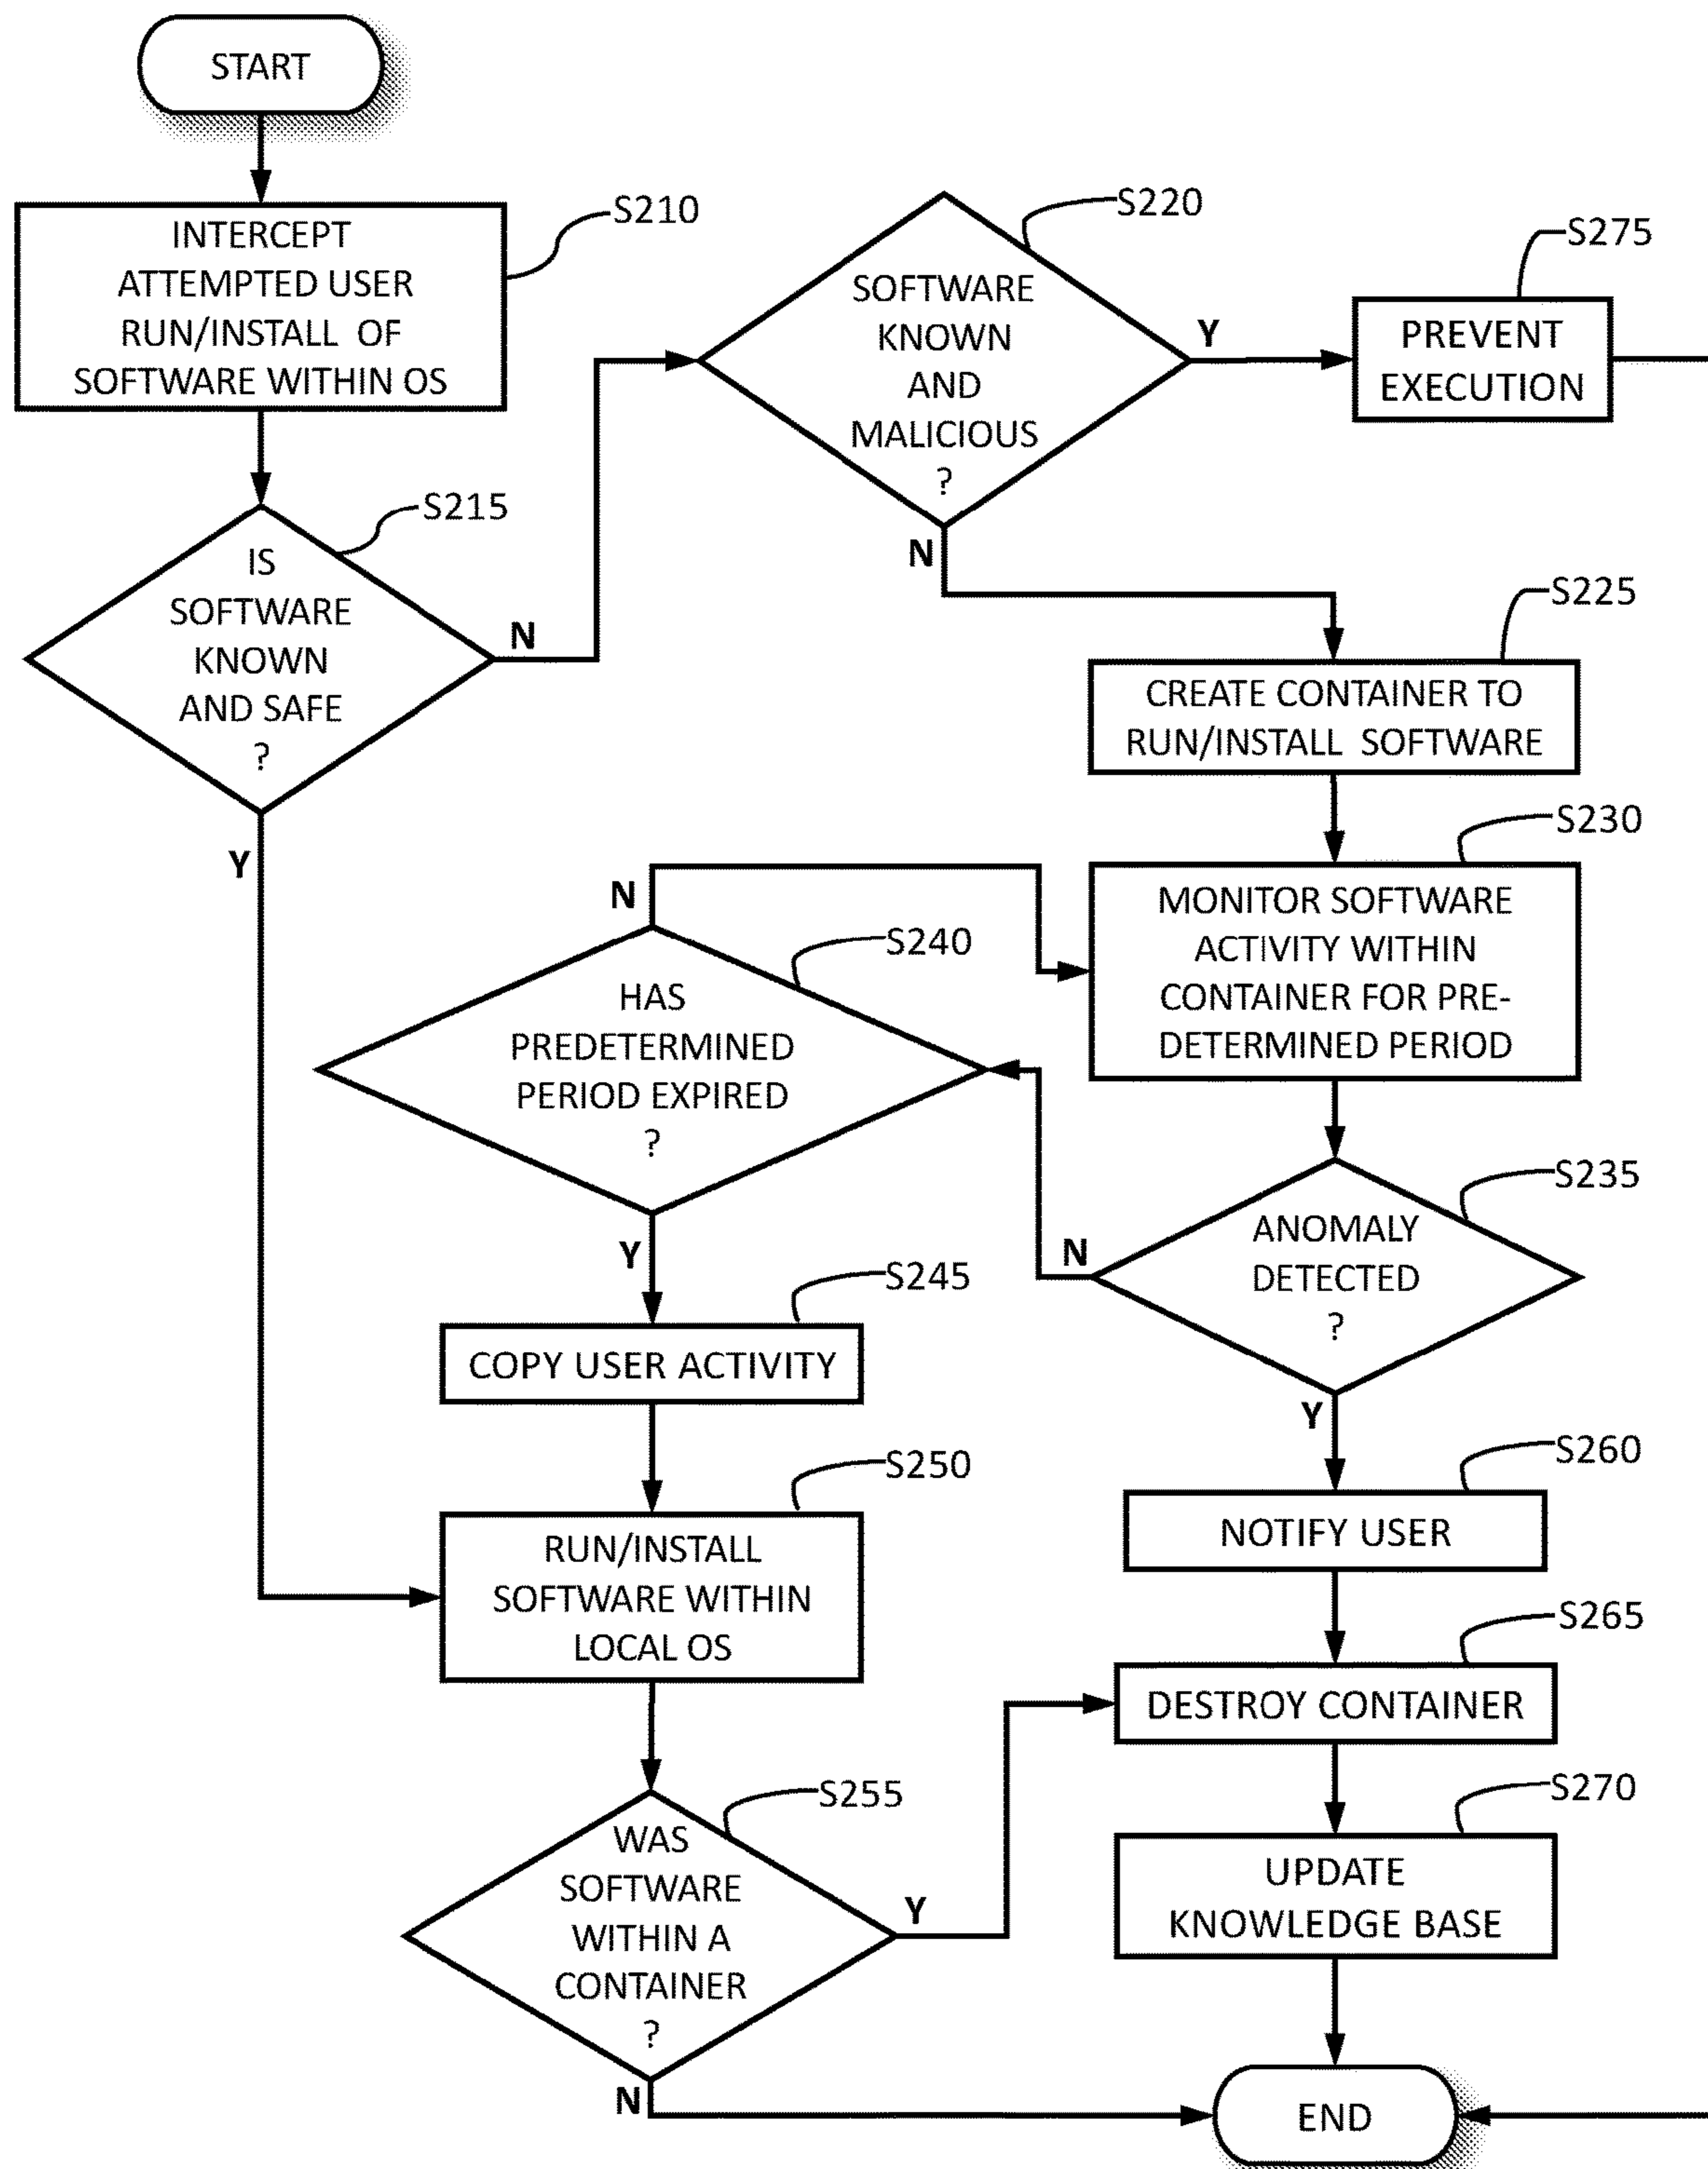 START
INTERCEPT
ATTEMPTED USER
RUN/INSTALL OF
SOFTWARE WITHIN OS
S210
IS
SOFTWARE
KNOWN
AND SAFE
?
S215
N
Y
SOFTWARE
KNOWN
AND
MALICIOUS
?
S220
Y
N
PREVENT
EXECUTION
S275
CREATE CONTAINER TO
RUN/INSTALL SOFTWARE
S225
MONITOR SOFTWARE
ACTIVITY WITHIN
CONTAINER FOR PRE-
DETERMINED PERIOD
S230
ANOMALY
DETECTED
?
S235
N
Y
HAS
PREDETERMINED
PERIOD EXPIRED
?
S240
N
Y
COPY USER ACTIVITY
S245
RUN/INSTALL
SOFTWARE WITHIN
LOCAL OS
S250
WAS
SOFTWARE
WITHIN A
CONTAINER
?
S255
Y
N
NOTIFY USER
S260
DESTROY CONTAINER
S265
UPDATE
KNOWLEDGE BASE
S270
END